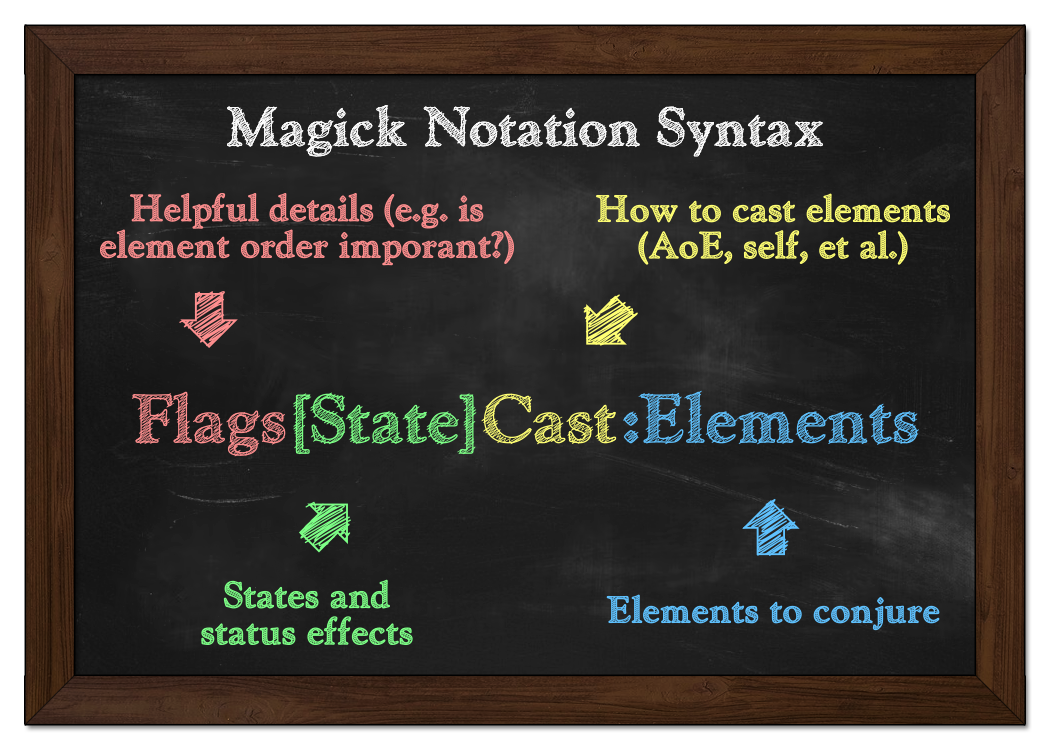 Magick Notation Syntax
Helpful details (e.g. is
element order imporant?)
How to cast elements
(AoE, self, et al.)
Flags[State]Cast:Elements
States and
status effects
Elements to conjure